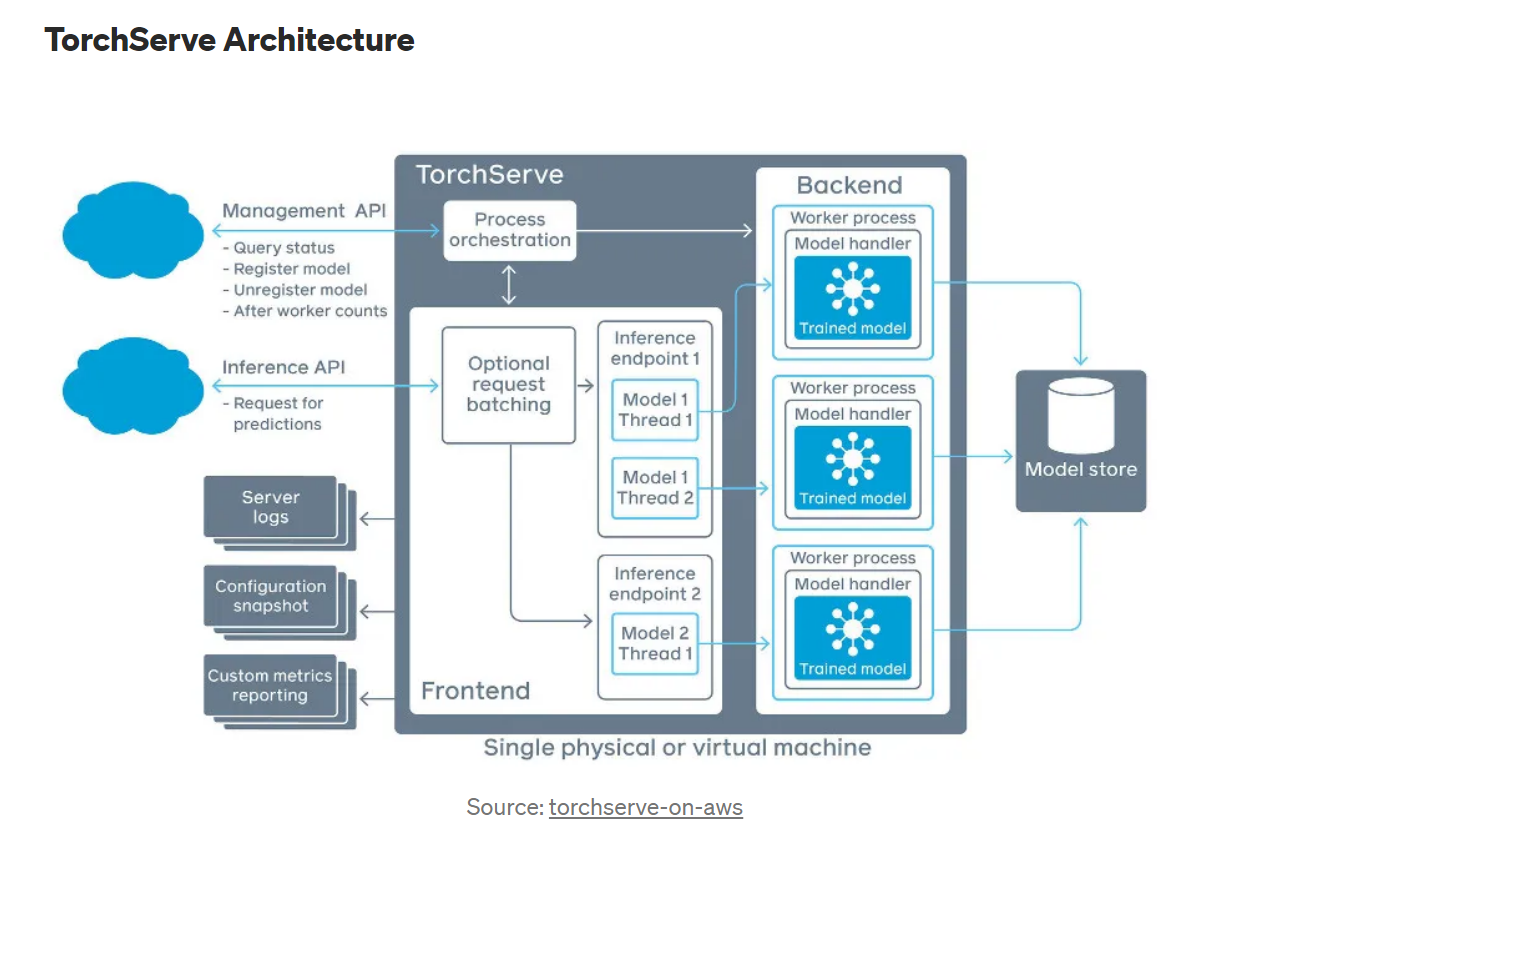 TorchServe Architecture
TorchServe
Backend
Management API
- Query status
- Register model
- Unregister model
- After worker counts
Process
orchestration
Inference API
- Request for
predictions
Optional
request
batching
Inference
endpoint 1
Model 1
Thread 1
Model 1
Thread 2
Inference
endpoint 2
Model 2
Thread 1
Frontend
Worker process
Model handler
Trained model
Worker process
Model handler
Trained model
Worker process
Model handler
Trained model
Model store
Server
logs
Configuration
snapshot
Custom metrics
reporting
Single physical or virtual machine
Source: torchserve-on-aws